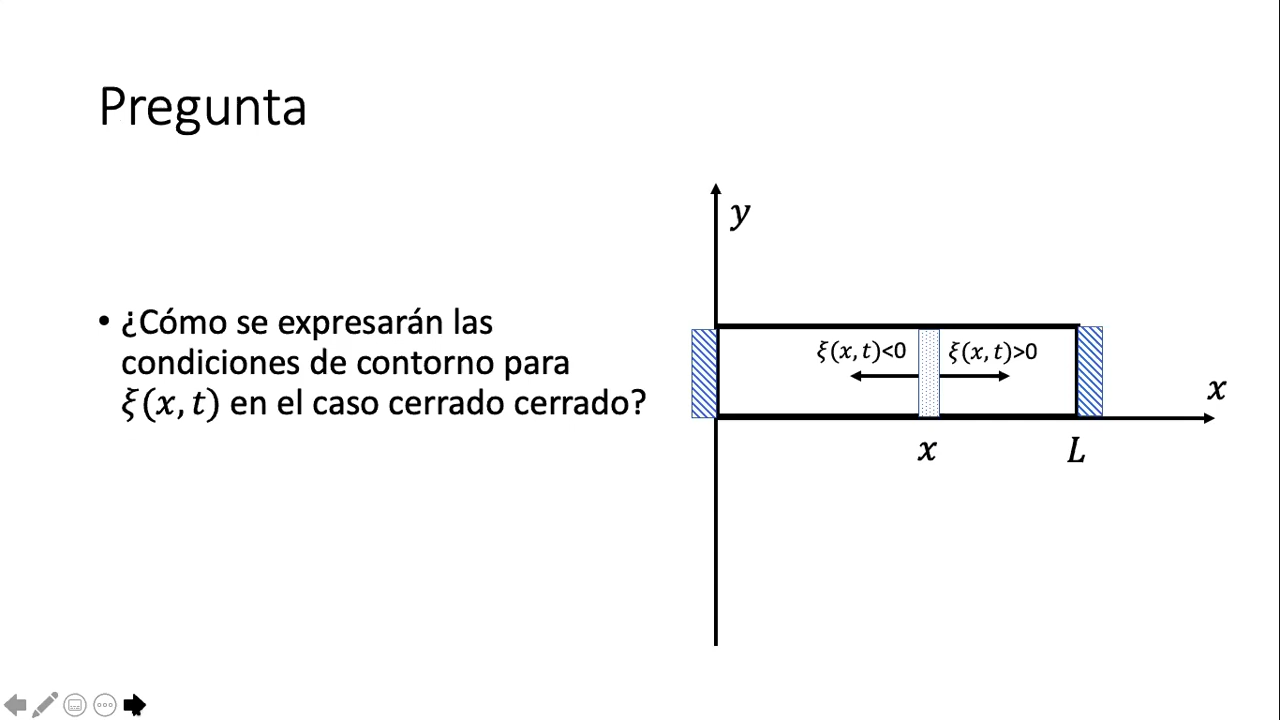 Pregunta
• ¿Cómo se expresarán las
condiciones de contorno para
ξ(x, t) en el caso cerrado cerrado?
y
ξ(x, t)<0
ξ(x, t)>0
x
x
L